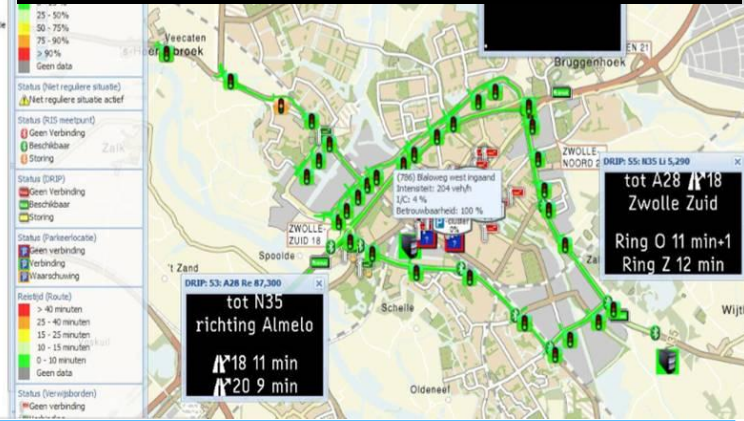 25 - 50%
50 - 75%
75 - 90%
> 90%
Geen data
Status (Niet reguliere situatie)
Niet reguliere situatie actief
Status (RIS meetpunt)
Geen Verbinding
Beschikbaar
Storing
Status (DRIP)
Geen Verbinding
Beschikbaar
Storing
Status (Parkeerlocatie)
Geen verbinding
Verbinding
Waarschuwing
Reistijd (Route)
> 40 minuten
25 - 40 minuten
15 - 25 minuten
10 - 15 minuten
0 - 10 minuten
Geen data
Status (Verwijsborden)
Geen verbinding
Veecaten
Zalk
't Zand
ZWOLLE-
ZUID 18
Spoolde
Schelle
Oldeneel
Bruggenhoek
EN 21
ZWOLLE-
NOORD 2
(786) Blaloweg west ingaand
Intensiteit: 204 veh/h
I/C: 4 %
Betrouwbaarheid: 100 %
DRIP: 53: A28 Re 87,300
tot N35
richting Almelo
18 11 min
20 9 min
DRIP: 55: N35 Li 5,290
tot A28 18
Zwolle Zuid
Ring O 11 min+1
Ring Z 12 min